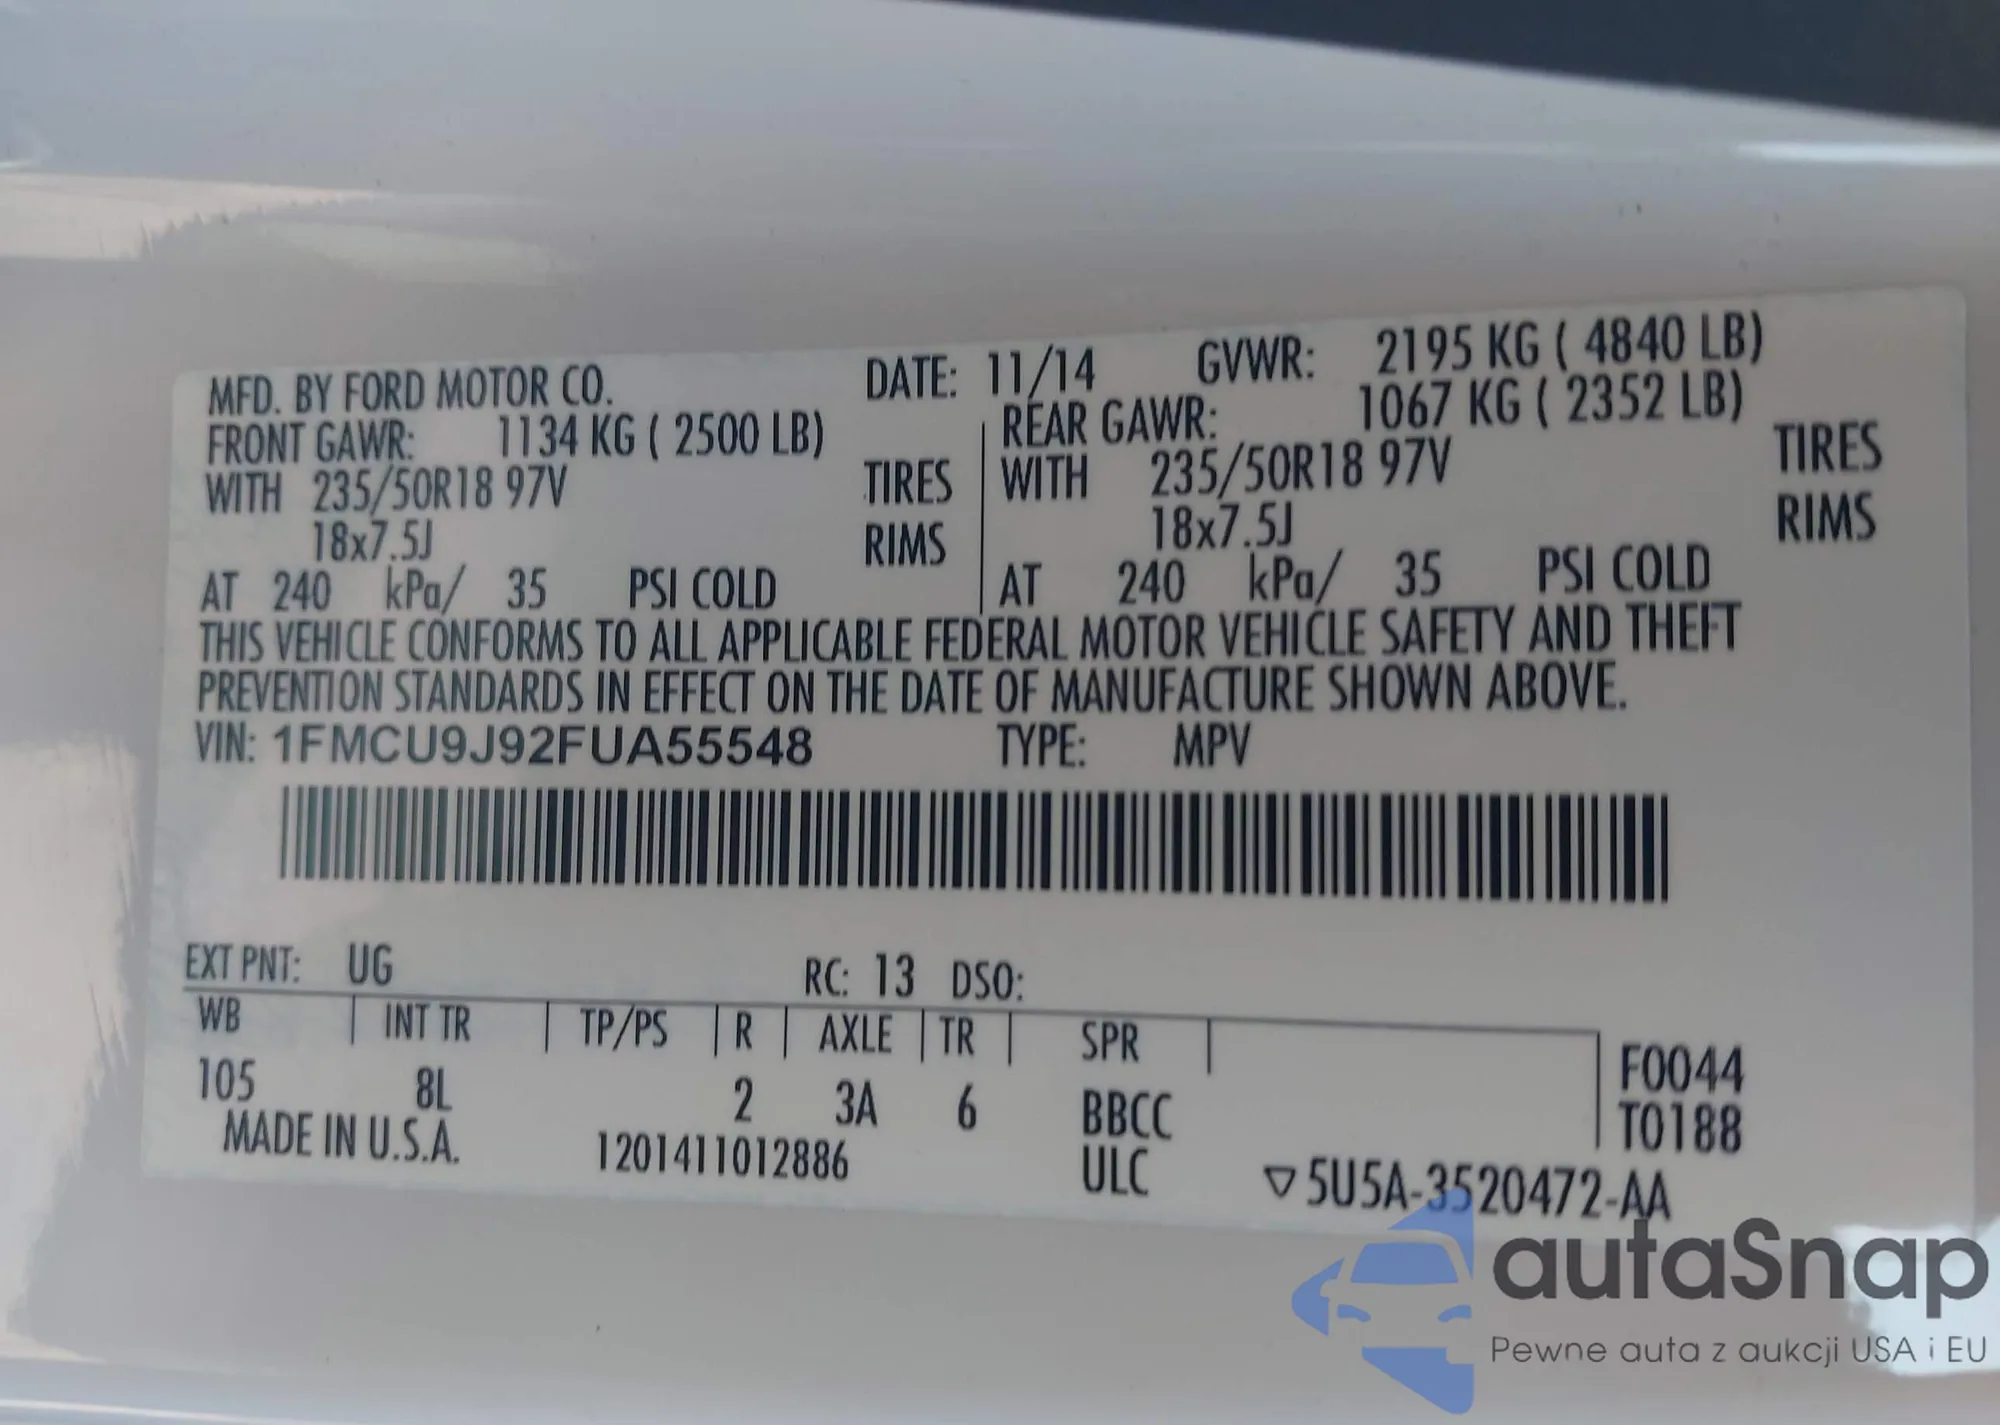 MFD. BY FORD MOTOR CO. DATE: 11/14 GVWR: 2195 KG ( 4840 LB)
FRONT GAWR: 1134 KG ( 2500 LB) REAR GAWR: 1067 KG ( 2352 LB)
WITH 235/50R18 97V TIRES WITH 235/50R18 97V TIRES
18x7.5J RIMS 18x7.5J RIMS
AT 240 kPa/ 35 PSI COLD AT 240 kPa/ 35 PSI COLD
THIS VEHICLE CONFORMS TO ALL APPLICABLE FEDERAL MOTOR VEHICLE SAFETY AND THEFT
PREVENTION STANDARDS IN EFFECT ON THE DATE OF MANUFACTURE SHOWN ABOVE.
VIN: 1FMCU9J92FUA55548 TYPE: MPV
EXT PNT: UG RC: 13 DSO:
WB INT TR TP/PS R AXLE TR SPR
105 8L 2 3A 6 BBCC F0044
T0188
MADE IN U.S.A. 1201411012886 ULC ▽5U5A-3520472-AA
autaSnap
Pewne auta z aukcji USA i EU